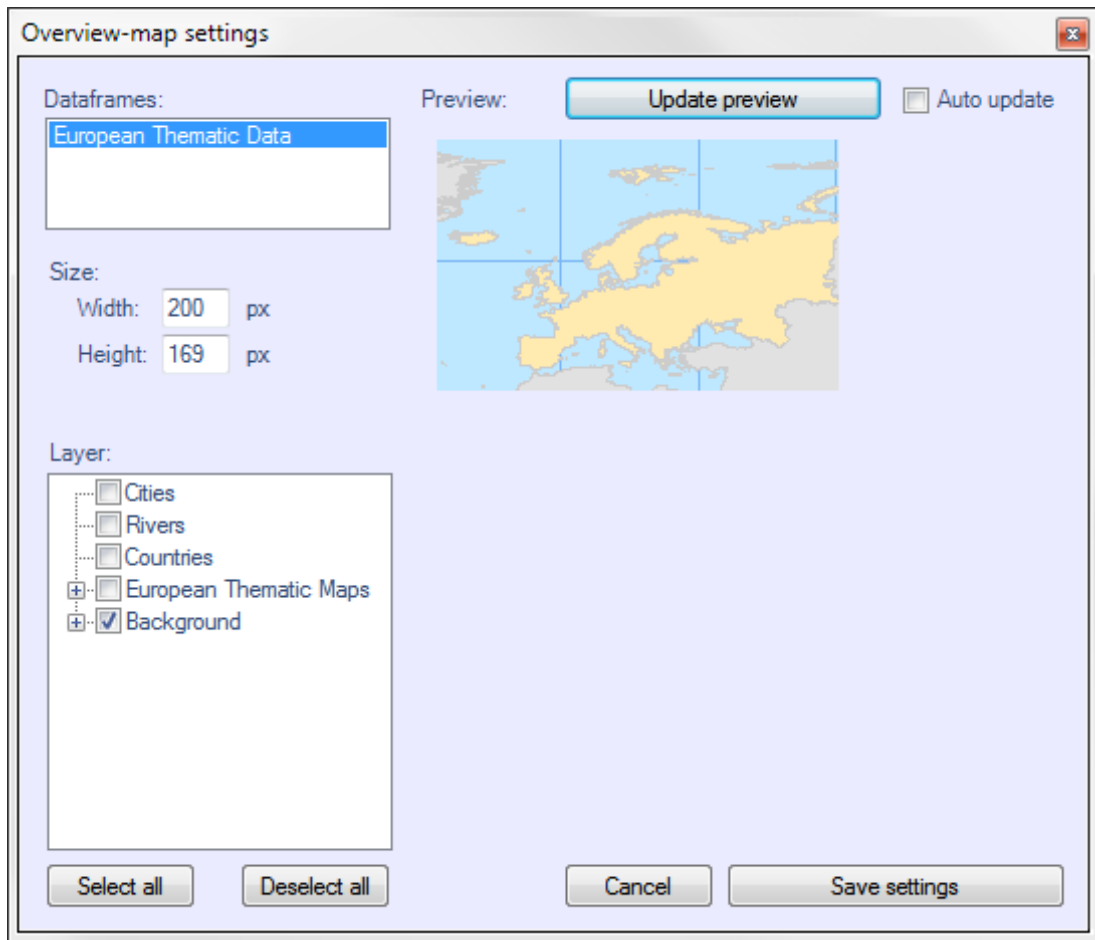 Overview-map settings
Dataframes:
European Thematic Data
Preview:
Update preview
Auto update
Size:
Width: 200 px
Height: 169 px
Layer:
Cities
Rivers
Countries
European Thematic Maps
Background
Select all
Deselect all
Cancel
Save settings